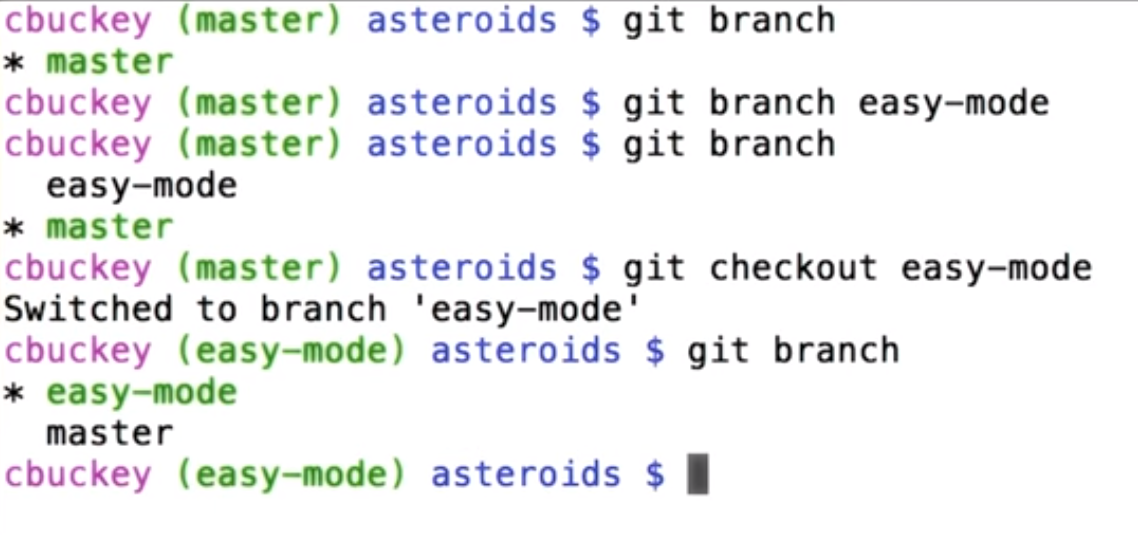 cbuckey (master) asteroids $ git branch
* master
cbuckey (master) asteroids $ git branch easy-mode
cbuckey (master) asteroids $ git branch
  easy-mode
* master
cbuckey (master) asteroids $ git checkout easy-mode
Switched to branch 'easy-mode'
cbuckey (easy-mode) asteroids $ git branch
* easy-mode
  master
cbuckey (easy-mode) asteroids $